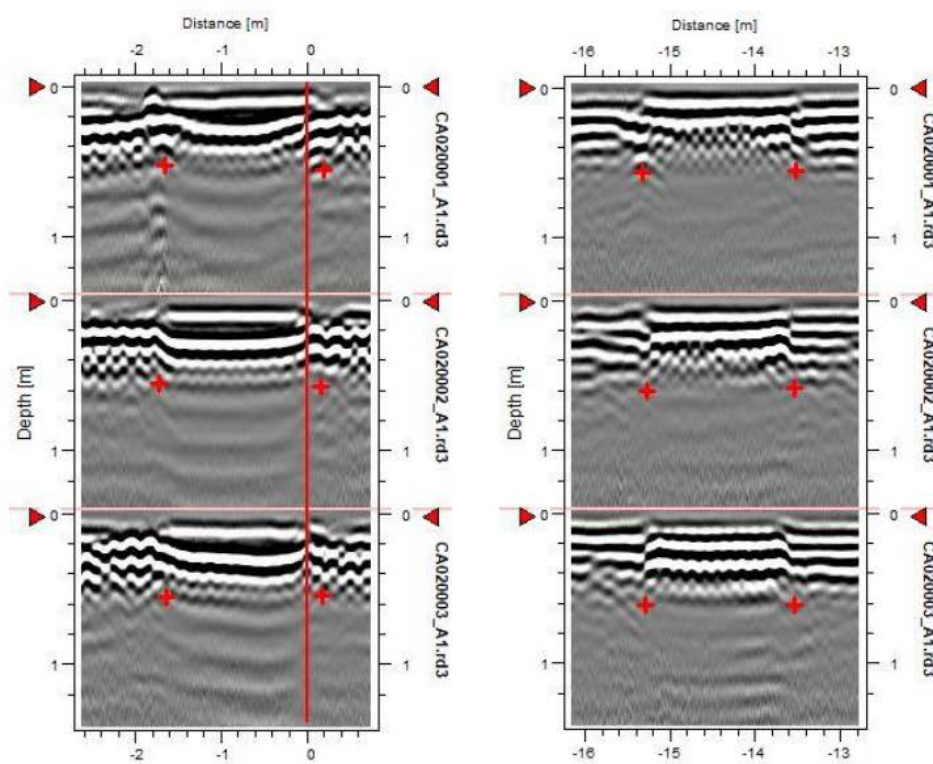 Distance [m]
-2 -1 0
0 0
1 1
CA020001_A1.rd3
0 0
1 1
CA020002_A1.rd3
0 0
1 1
CA020003_A1.rd3
Depth [m]
-2 -1 0
Distance [m]
-16 -15 -14 -13
0 0
1 1
CA020001_A1.rd3
0 0
1 1
CA020002_A1.rd3
0 0
1 1
CA020003_A1.rd3
Depth [m]
-16 -15 -14 -13